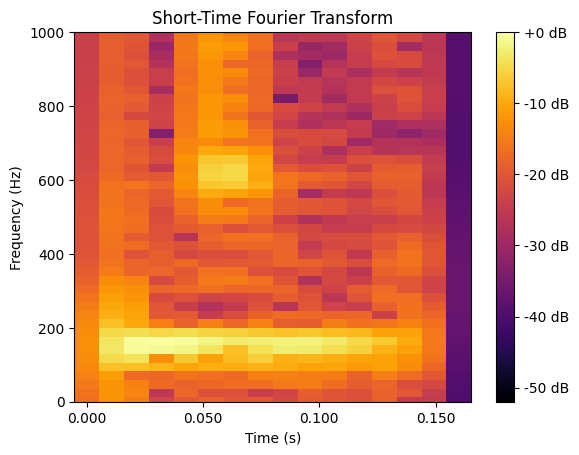 Short-Time Fourier Transform
1000
800
600
400
200
0
Frequency (Hz)
0.000
0.050
0.100
0.150
Time (s)
+0 dB
-10 dB
-20 dB
-30 dB
-40 dB
-50 dB